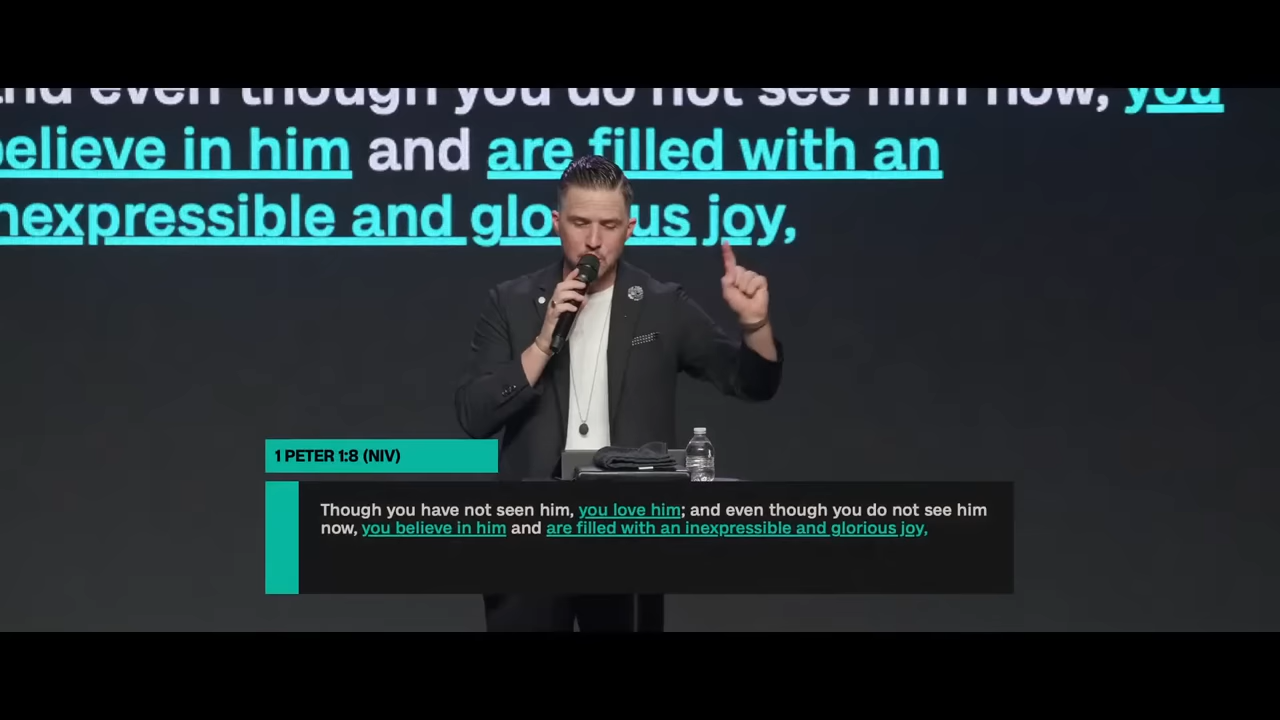 and even though you do not see him now, you
believe in him and are filled with an
inexpressible and glorious joy,
1 PETER 1:8 (NIV)
Though you have not seen him, you love him; and even though you do not see him
now, you believe in him and are filled with an inexpressible and glorious joy,